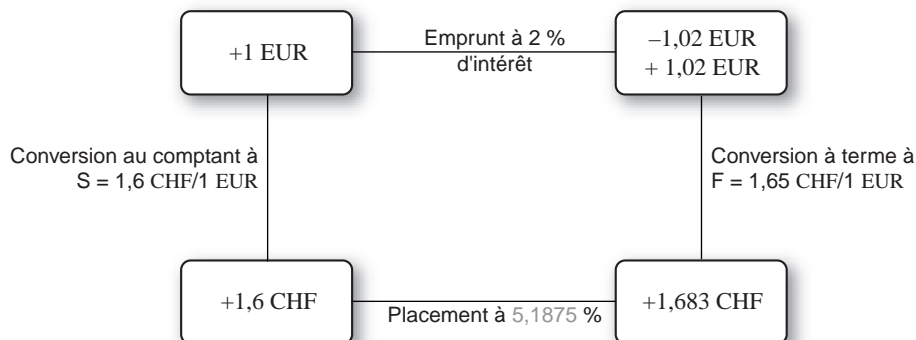 +1 EUR
Emprunt à 2 %
d'intérêt
–1,02 EUR
+ 1,02 EUR
Conversion au comptant à
S = 1,6 CHF/1 EUR
Conversion à terme à
F = 1,65 CHF/1 EUR
+1,6 CHF
Placement à 5,1875 %
+1,683 CHF